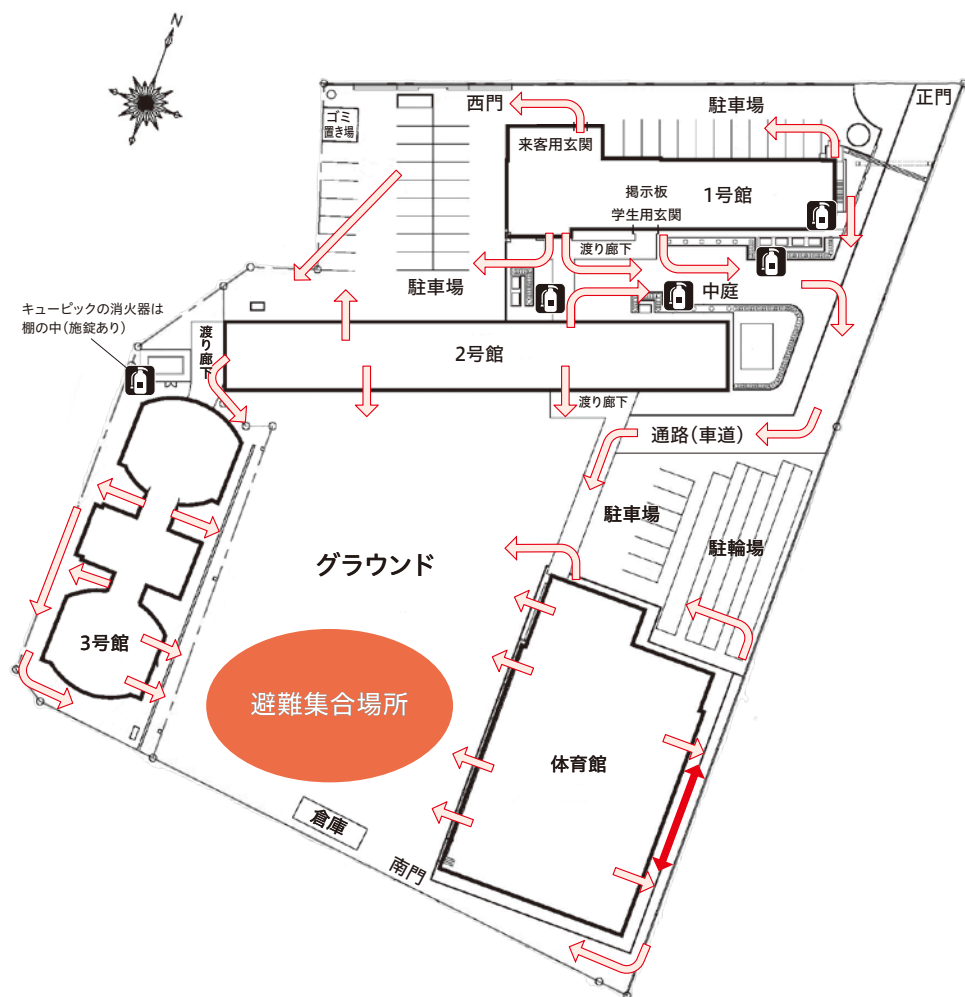 N
正門
西門
駐車場
ゴミ
置き場
来客用玄関
掲示板
1号館
学生用玄関
渡り廊下
駐車場
中庭
キューピックの消火器は
棚の中(施錠あり)
渡り廊下
2号館
渡り廊下
通路(車道)
駐車場
駐輪場
グラウンド
3号館
避難集合場所
体育館
倉庫
南門